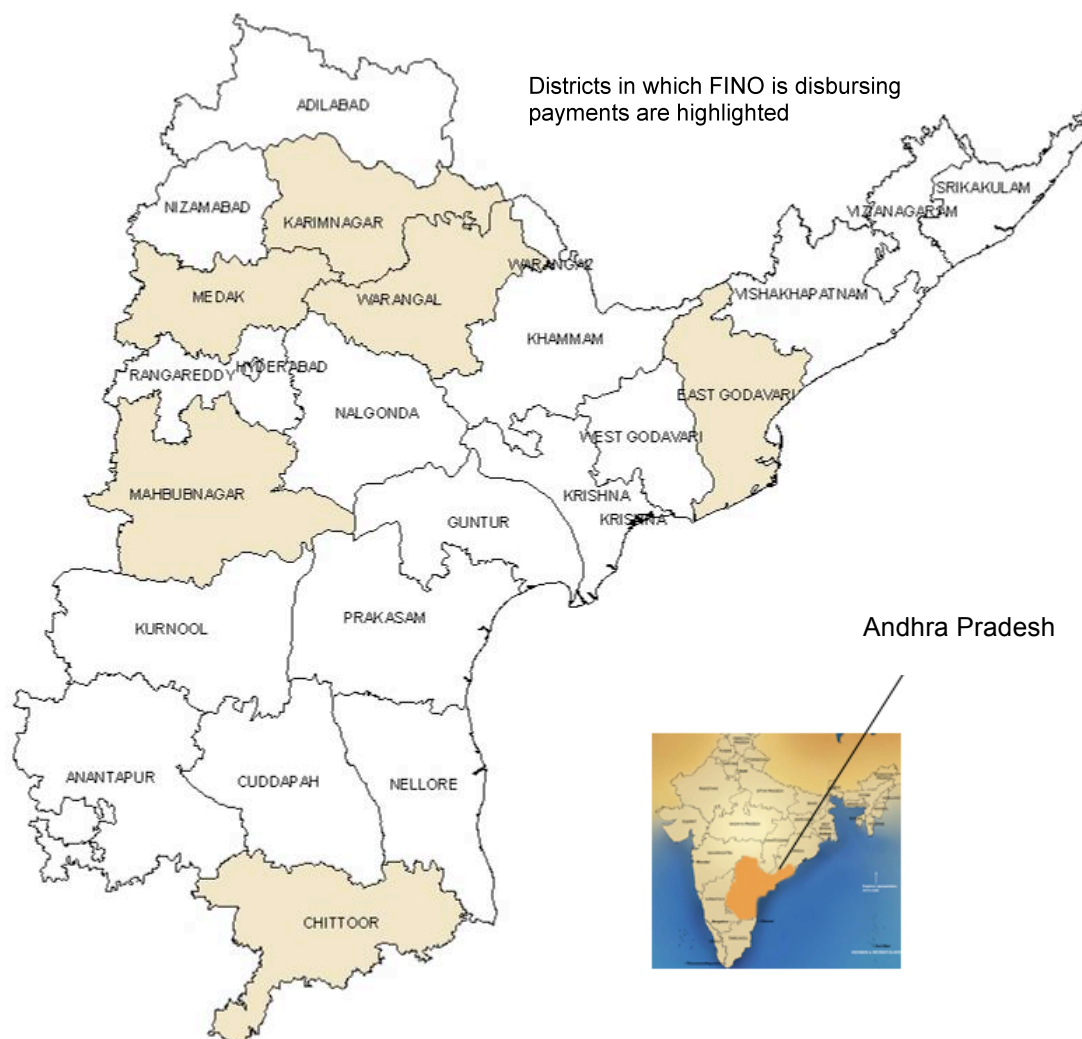 Districts in which FINO is disbursing
payments are highlighted
ADILABAD
NIZAMABAD
KARIMNAGAR
SRIKAKULAM
VIZIANAGARAM
WARANGAL
MEDAK
WARANGAL
VISHAKHAPATNAM
KHAMMAM
HYDERABAD
RANGAREDDY
EAST GODAVARI
NALGONDA
WEST GODAVARI
MAHBUBNAGAR
KRISHNA
KRISHNA
GUNTUR
PRAKASAM
KURNOOL
Andhra Pradesh
ANANTAPUR
CUDDAPAH
NELLORE
CHITTOOR